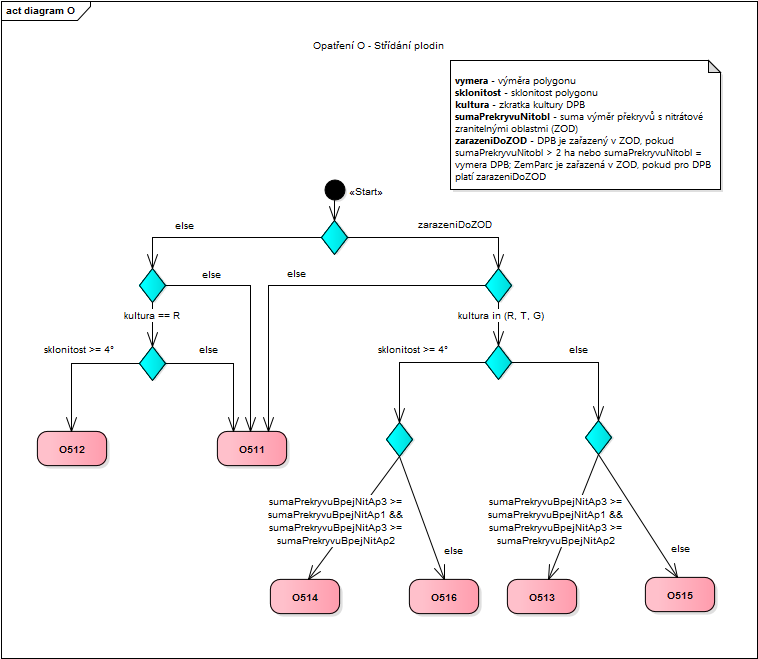 act diagram O
Opatření O - Střídání plodin
vymera - výměra polygonu
sklonitost - sklonitost polygonu
kultura - zkratka kultury DPB
sumaPrekryvuNitobl - suma výměr překryvů s nitrátové
zranitelnými oblastmi (ZOD)
zarazeniDoZOD - DPB je zařazený v ZOD, pokud
sumaPrekryvuNitobl > 2 ha nebo sumaPrekryvuNitobl =
vymera DPB; ZemParc je zařazená v ZOD, pokud pro DPB
platí zarazeniDoZOD
«Start»
else
zarazeniDoZOD
else
else
kultura == R
kultura in (R, T, G)
sklonitost >= 4°
else
sklonitost >= 4°
else
O512
O511
sumaPrekryvuBpejNitAp3 >=
sumaPrekryvuBpejNitAp1 &&
sumaPrekryvuBpejNitAp3 >=
sumaPrekryvuBpejNitAp2
else
sumaPrekryvuBpejNitAp3 >=
sumaPrekryvuBpejNitAp1 &&
sumaPrekryvuBpejNitAp3 >=
sumaPrekryvuBpejNitAp2
else
O514
O516
O513
O515